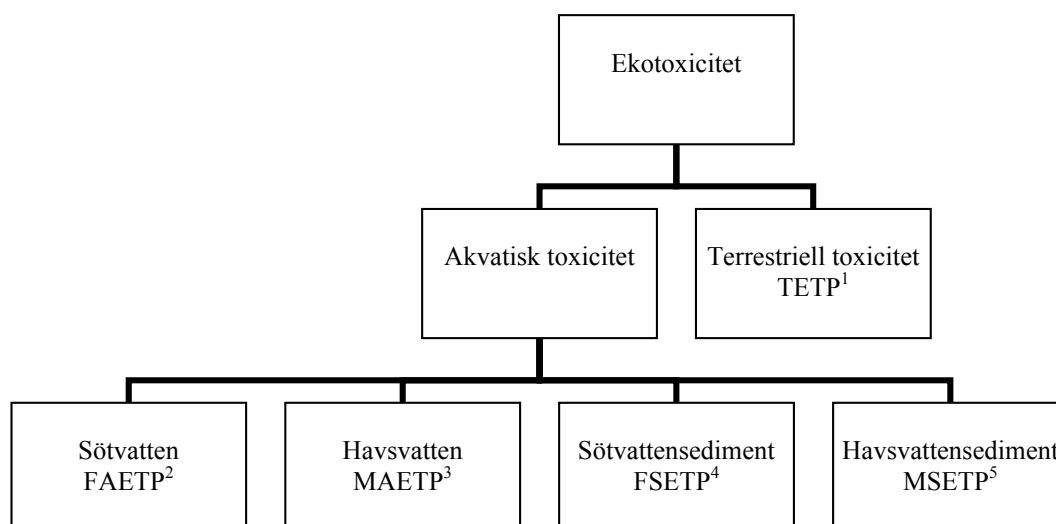 Ekotoxicitet
Akvatisk toxicitet
Terrestriell toxicitet
TETP¹
Sötvatten
FAETP²
Havsvatten
MAETP³
Sötvattensediment
FSETP⁴
Havsvattensediment
MSETP⁵